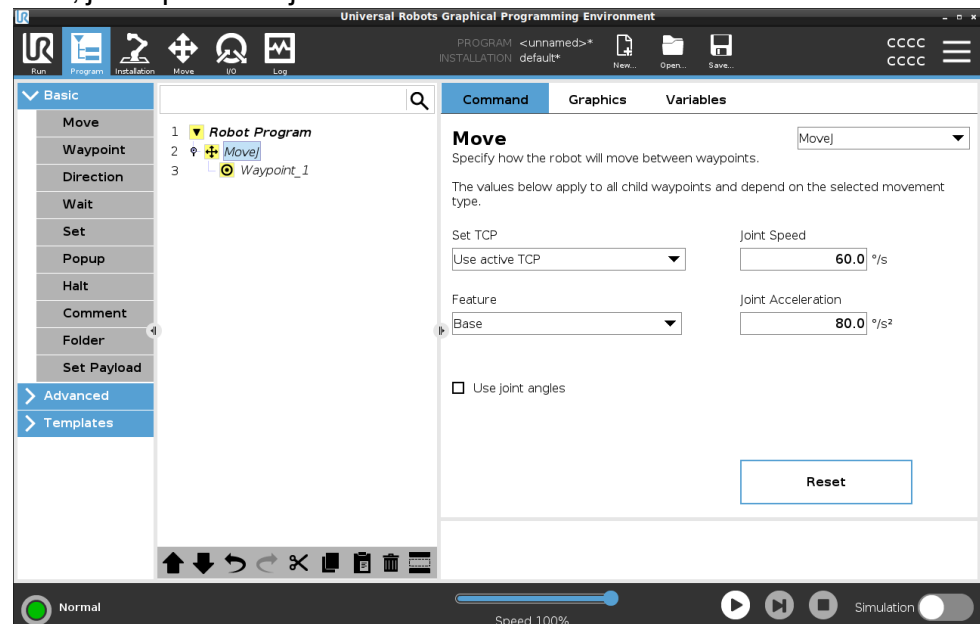 Universal Robots Graphical Programming Environment
PROGRAM <unnamed>*
INSTALLATION default*
New... Open... Save...
CCCC
CCCC
Run Program Installation Move I/O Log
Basic
Move
Waypoint
Direction
Wait
Set
Popup
Halt
Comment
Folder
Set Payload
Advanced
Templates
1 Robot Program
2 MoveJ
3 Waypoint_1
Command Graphics Variables
Move
MoveJ
Specify how the robot will move between waypoints.
The values below apply to all child waypoints and depend on the selected movement
type.
Set TCP
Use active TCP
Joint Speed
60.0 °/s
Feature
Base
Joint Acceleration
80.0 °/s²
Use joint angles
Reset
Normal
Speed 100%
Simulation